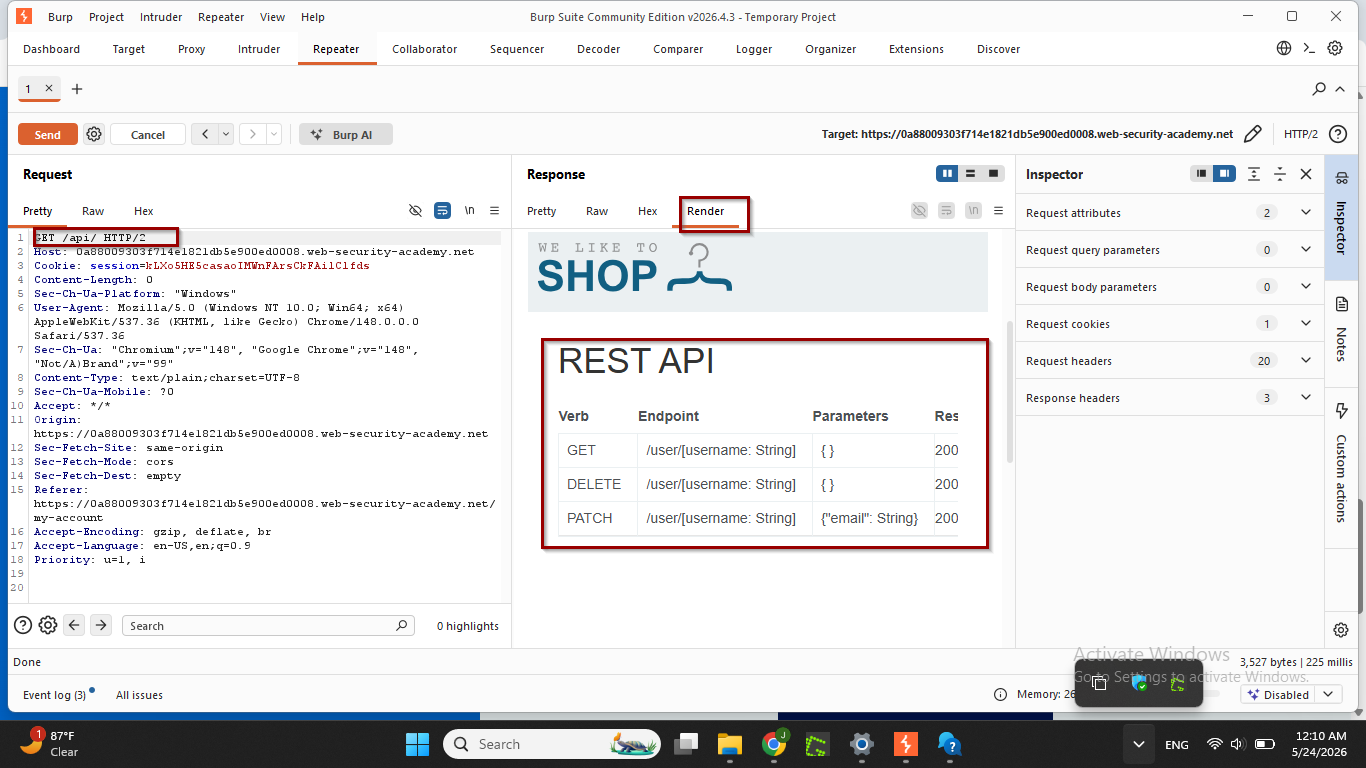 Burp Project Intruder Repeater View Help
Burp Suite Community Edition v2026.4.3 - Temporary Project
Dashboard Target Proxy Intruder Repeater Collaborator Sequencer Decoder Comparer Logger Organizer Extensions Discover
1
Send Cancel Burp AI
Target: https://0a88009303f714e1821db5e900ed0008.web-security-academy.net HTTP/2
Request
Pretty Raw Hex \n
1 GET /api/ HTTP/2
2 Host: 0a88009303f714e1821db5e900ed0008.web-security-academy.net
3 Cookie: session=kLXo5HE5casaoIMWnFArsCkFAilClfds
4 Content-Length: 0
5 Sec-Ch-Ua-Platform: "Windows"
6 User-Agent: Mozilla/5.0 (Windows NT 10.0; Win64; x64)
AppleWebKit/537.36 (KHTML, like Gecko) Chrome/148.0.0.0
Safari/537.36
7 Sec-Ch-Ua: "Chromium";v="148", "Google Chrome";v="148",
"Not/A)Brand";v="99"
8 Content-Type: text/plain;charset=UTF-8
9 Sec-Ch-Ua-Mobile: ?0
10 Accept: */*
11 Origin:
https://0a88009303f714e1821db5e900ed0008.web-security-academy.net
12 Sec-Fetch-Site: same-origin
13 Sec-Fetch-Mode: cors
14 Sec-Fetch-Dest: empty
15 Referer:
https://0a88009303f714e1821db5e900ed0008.web-security-academy.net/
my-account
16 Accept-Encoding: gzip, deflate, br
17 Accept-Language: en-US,en;q=0.9
18 Priority: u=1, i
19
20
Search
0 highlights
Response
Pretty Raw Hex Render \n
WE LIKE TO
SHOP
REST API
Verb Endpoint Parameters Res
GET /user/[username: String] { } 200
DELETE /user/[username: String] { } 200
PATCH /user/[username: String] {"email": String} 200
Inspector
Request attributes 2
Request query parameters 0
Request body parameters 0
Request cookies 1
Request headers 20
Response headers 3
Inspector
Notes
Custom actions
Done
3,527 bytes | 225 millis
Activate Windows
Go to Settings to activate Windows.
Event log (3) All issues
Memory: 26
Disabled
1
87°F
Clear
Search
J
ENG
12:10 AM
5/24/2026